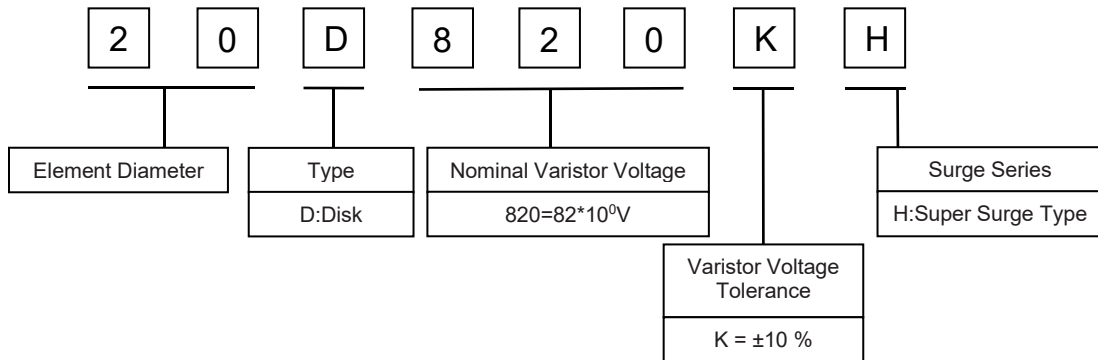 2 0 D 8 2 0 K H
Element Diameter
Type
D:Disk
Nominal Varistor Voltage
820=82*10⁰V
Surge Series
H:Super Surge Type
Varistor Voltage
Tolerance
K = ±10 %